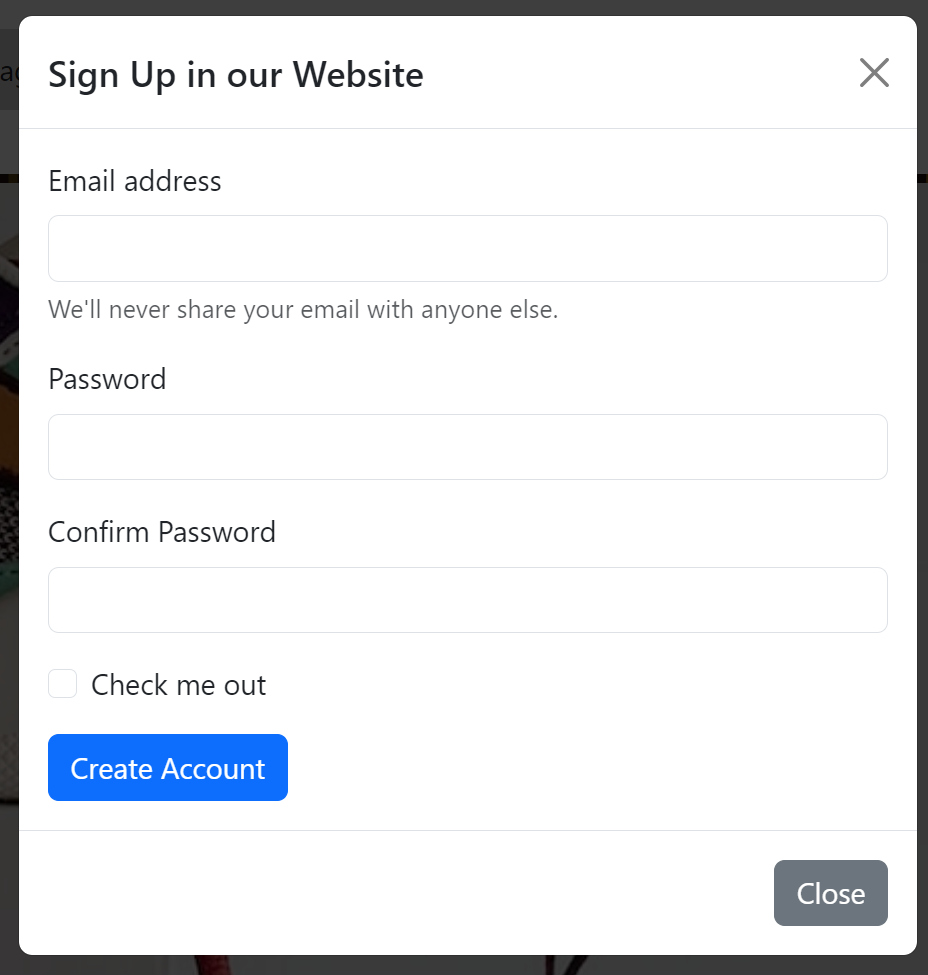 Sign Up in our Website
Email address
We'll never share your email with anyone else.
Password
Confirm Password
Check me out
Create Account
Close